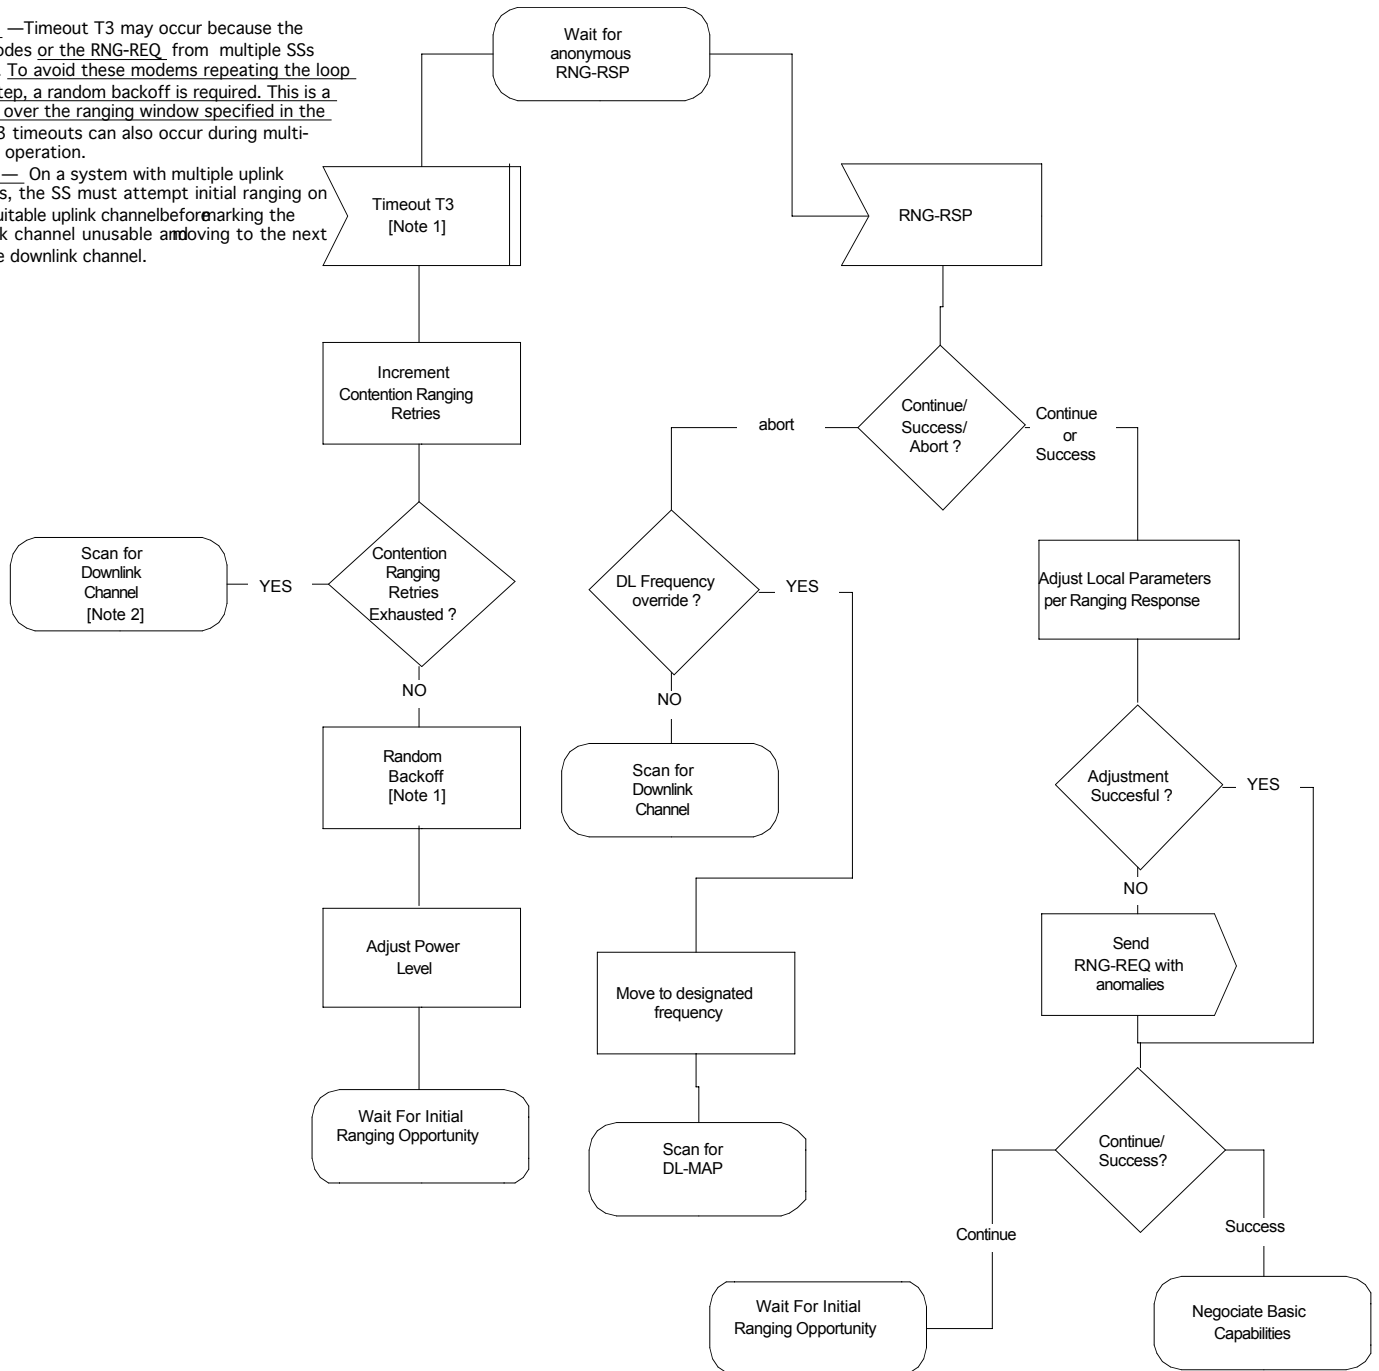 —Timeout T3 may occur because the
odes or the RNG-REQ from multiple SSs
. To avoid these modems repeating the loop
tep, a random backoff is required. This is a
over the ranging window specified in the
3 timeouts can also occur during multi-
operation.
— On a system with multiple uplink
s, the SS must attempt initial ranging on
uitable uplink channelbeforemarking the
k channel unusable andmoving to the next
e downlink channel.
Wait for
anonymous
RNG-RSP
Timeout T3
[Note 1]
RNG-RSP
Increment
Contention Ranging
Retries
Continue/
Success/
Abort ?
abort
Continue
or
Success
Scan for
Downlink
Channel
[Note 2]
YES
Contention
Ranging
Retries
Exhausted ?
DL Frequency
override ?
YES
Adjust Local Parameters
per Ranging Response
NO
NO
Random
Backoff
[Note 1]
Scan for
Downlink
Channel
Adjustment
Succesful ?
YES
NO
Adjust Power
Level
Move to designated
frequency
Send
RNG-REQ with
anomalies
Wait For Initial
Ranging Opportunity
Scan for
DL-MAP
Continue/
Success?
Continue
Success
Wait For Initial
Ranging Opportunity
Negociate Basic
Capabilities